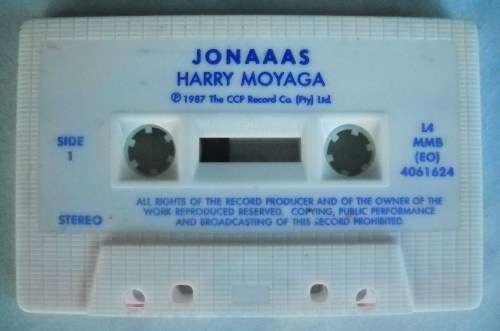 JONAAAS
HARRY MOYAGA
℗ 1987 The CCP Record Co. (Pty) Ltd.
SIDE
1
L4
MMB
(EO)
4061624
STEREO
ALL RIGHTS OF THE RECORD PRODUCER AND OF THE OWNER OF THE
WORK REPRODUCED RESERVED. COPYING, PUBLIC PERFORMANCE
AND BROADCASTING OF THIS RECORD PROHIBITED.